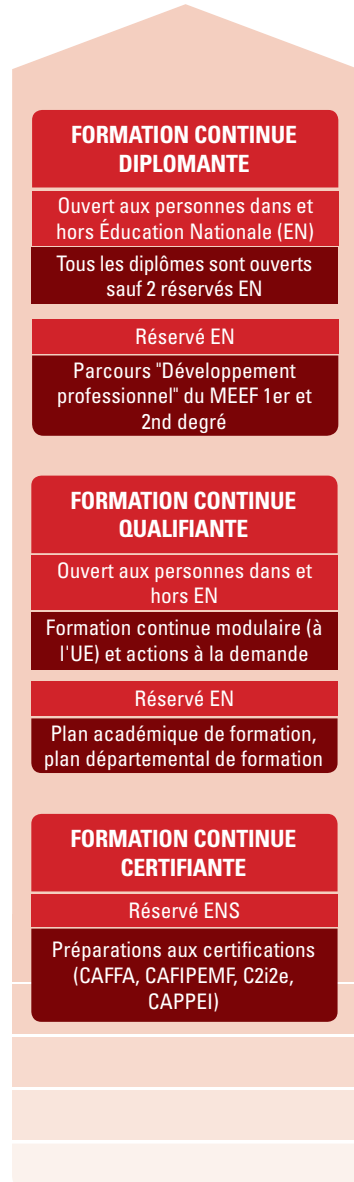 FORMATION CONTINUE
DIPLOMANTE
Ouvert aux personnes dans et
hors Éducation Nationale (EN)
Tous les diplômes sont ouverts
sauf 2 réservés EN
Réservé EN
Parcours "Développement
professionnel" du MEEF 1er et
2nd degré
FORMATION CONTINUE
QUALIFIANTE
Ouvert aux personnes dans et
hors EN
Formation continue modulaire (à
l'UE) et actions à la demande
Réservé EN
Plan académique de formation,
plan départemental de formation
FORMATION CONTINUE
CERTIFIANTE
Réservé ENS
Préparations aux certifications
(CAFFA, CAFIPEMF, C2i2e,
CAPPEI)